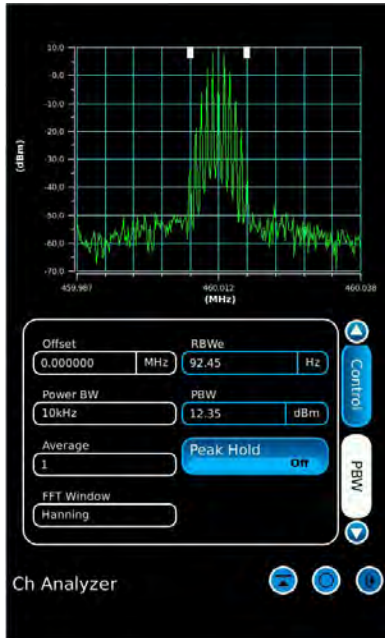 10.0
-0.0
-10.0
-20.0
-30.0
-40.0
-50.0
-60.0
-70.0
(dBm)
459.987 460.012 460.038
(MHz)
Offset RBWe
0.000000 MHz 92.45 Hz
Power BW PBW
10kHz 12.35 dBm
Average
1
Peak Hold
Off
FFT Window
Hanning
Control
PBW
Ch Analyzer